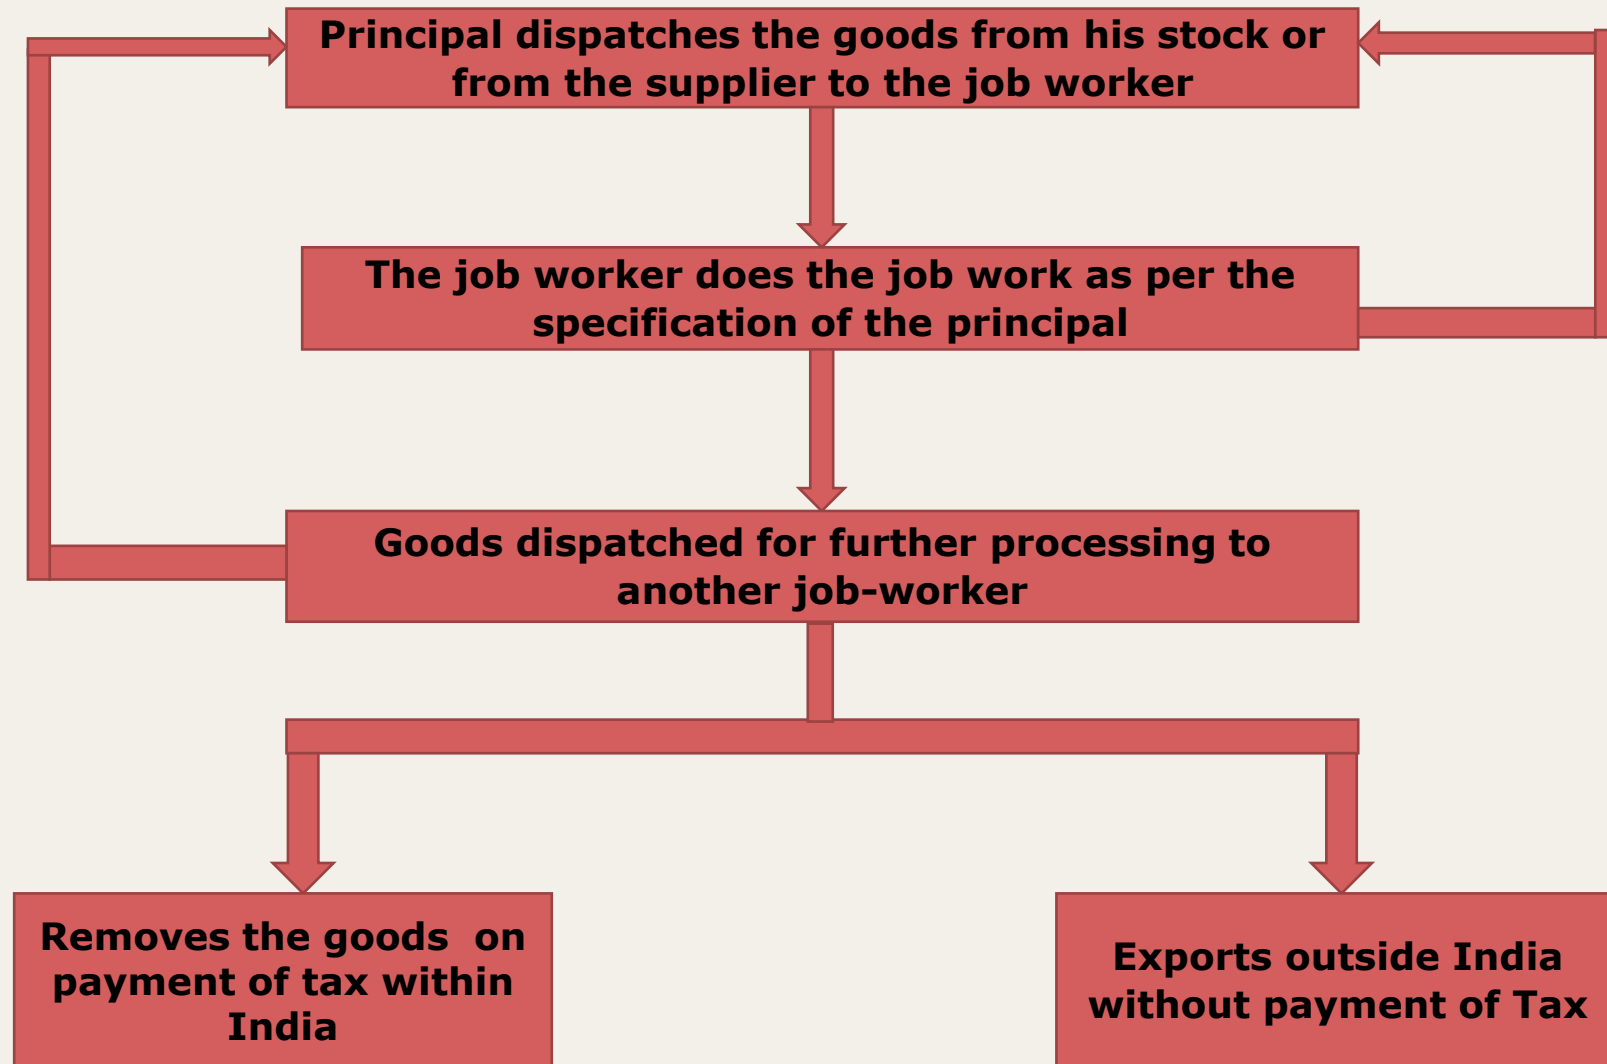 Principal dispatches the goods from his stock or
from the supplier to the job worker
The job worker does the job work as per the
specification of the principal
Goods dispatched for further processing to
another job-worker
Removes the goods  on
payment of tax within
India
Exports outside India
without payment of Tax